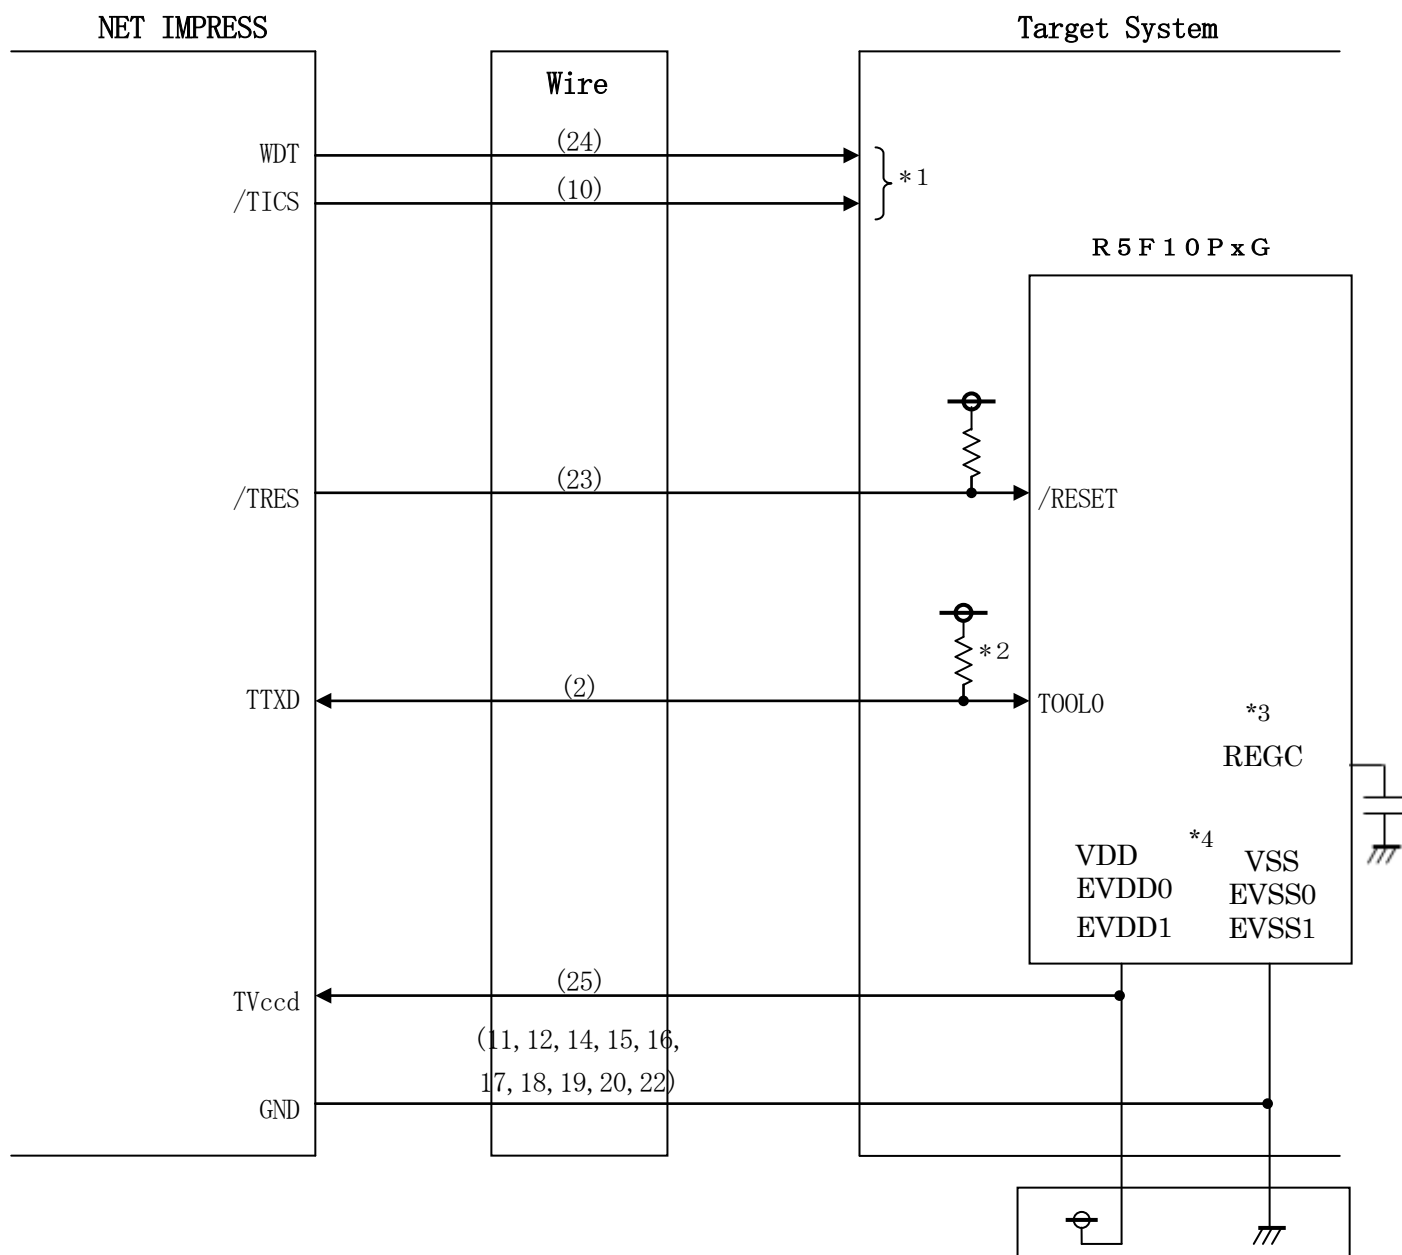 NET IMPRESS
Target System
Wire
WDT
(24)
*1
/TICS
(10)
R5F10PxG
/TRES
(23)
/RESET
*2
TTXD
(2)
TOOL0
*3
REGC
*4
VDD
VSS
EVDD0
EVSS0
EVDD1
EVSS1
TVccd
(25)
(11,12,14,15,16,
17,18,19,20,22)
GND